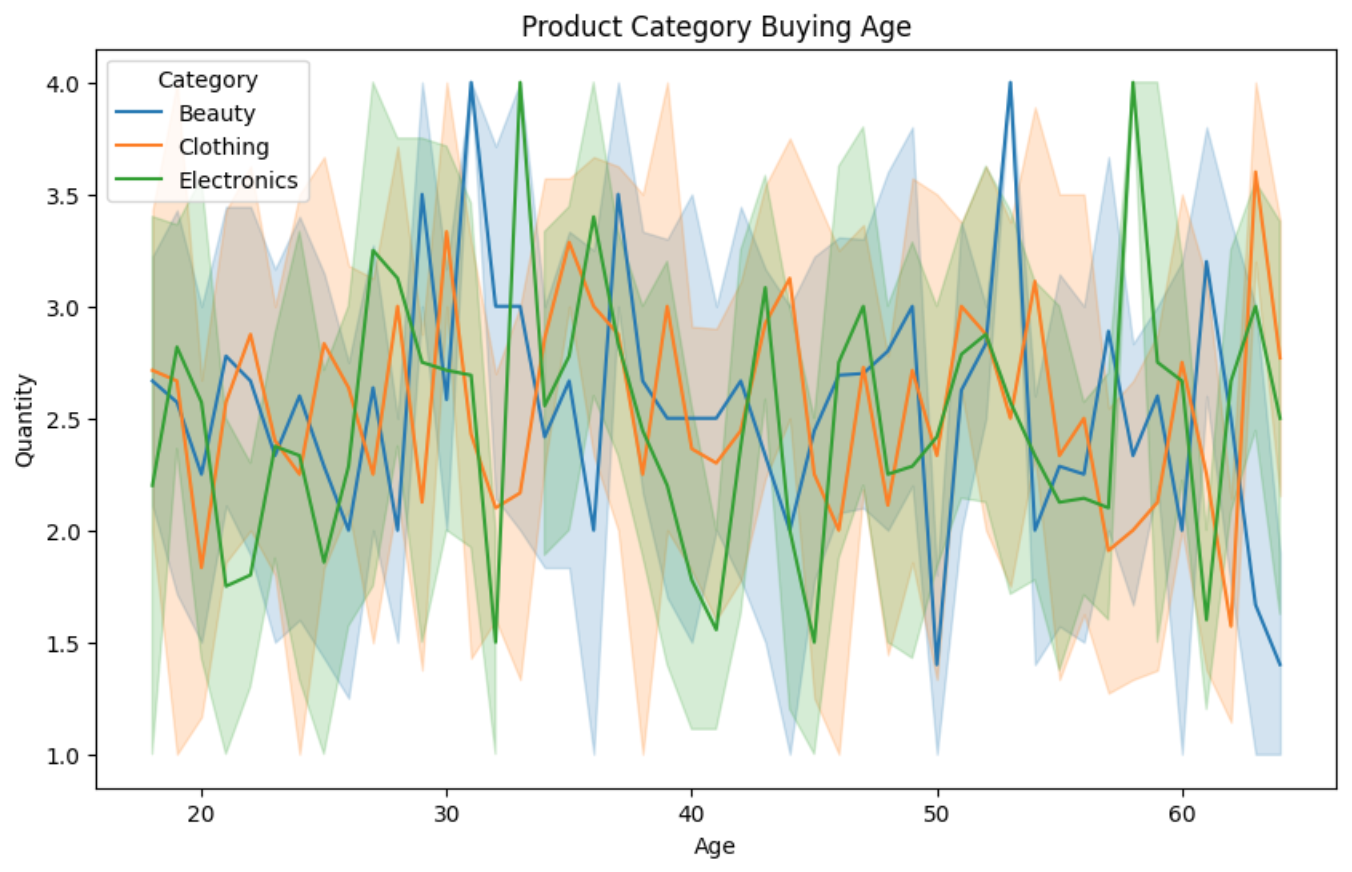 Product Category Buying Age
Category
Beauty
Clothing
Electronics
Quantity
4.0
3.5
3.0
2.5
2.0
1.5
1.0
20 30 40 50 60
Age